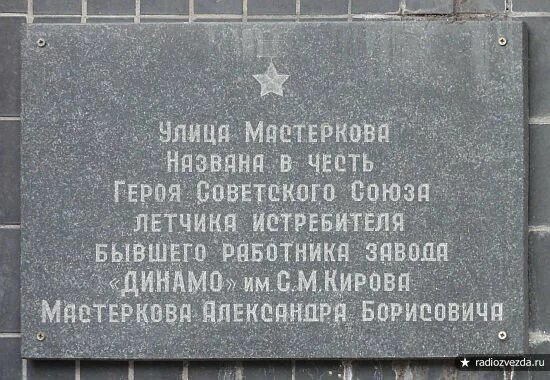 Улица Мастеркова
Названа в честь
Героя Советского Союза
летчика истребителя
бывшего работника завода
«ДИНАМО» им. С.М. Кирова
Мастеркова Александра Борисовича
★ radiozvezda.ru